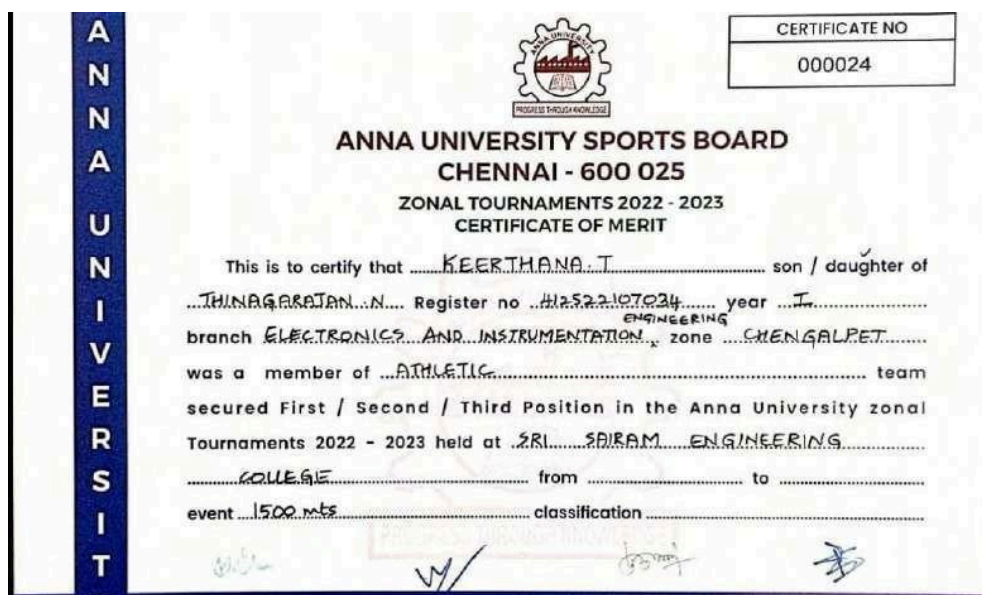 ANNA UNIVERSIT
ANNA UNIVERSITY
PROGRESS THROUGH KNOWLEDGE
CERTIFICATE NO
000024
ANNA UNIVERSITY SPORTS BOARD
CHENNAI - 600 025
ZONAL TOURNAMENTS 2022 - 2023
CERTIFICATE OF MERIT
This is to certify that KEERTHANA.T son / daughter of
THINAGARAJAN N Register no 412522107034 year I
ENGINEERING
branch ELECTRONICS AND INSTRUMENTATION zone CHENGALPET
was a member of ATHLETIC team
secured First / Second / Third Position in the Anna University zonal
Tournaments 2022 - 2023 held at SRI SAIRAM ENGINEERING
COLLEGE from to
event 1500 mts classification